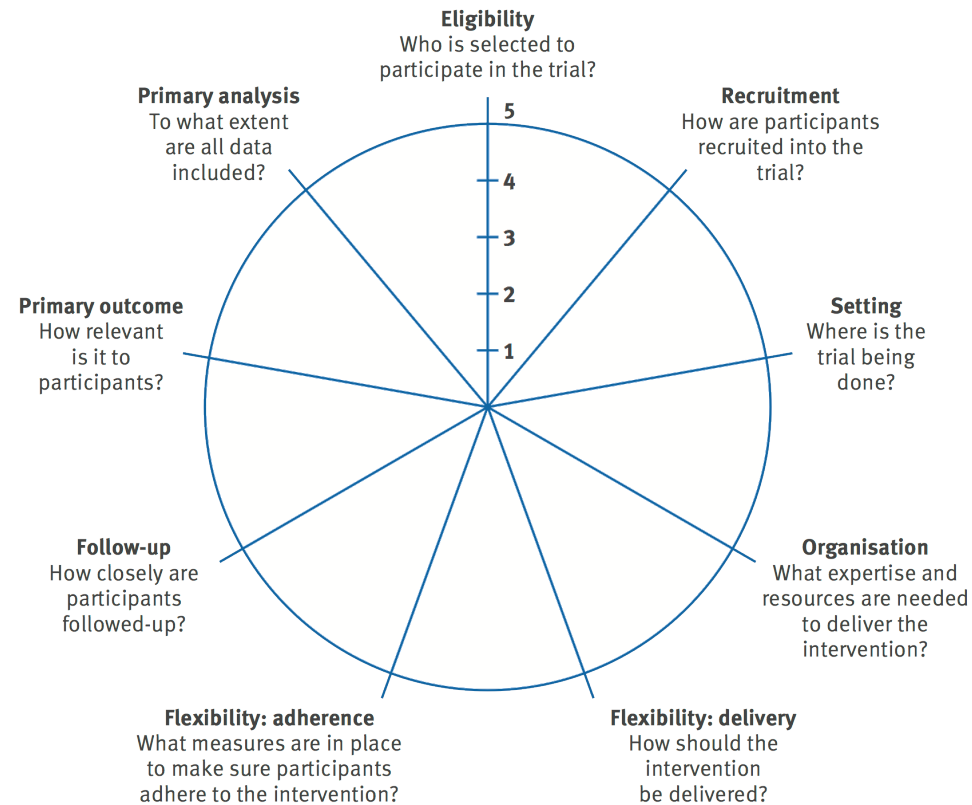 Eligibility
Who is selected to
participate in the trial?
Primary analysis
To what extent
are all data
included?
Recruitment
How are participants
recruited into the
trial?
5
4
3
2
1
Primary outcome
How relevant
is it to
participants?
Setting
Where is the
trial being
done?
Follow-up
How closely are
participants
followed-up?
Organisation
What expertise and
resources are needed
to deliver the
intervention?
Flexibility: adherence
What measures are in place
to make sure participants
adhere to the intervention?
Flexibility: delivery
How should the
intervention
be delivered?